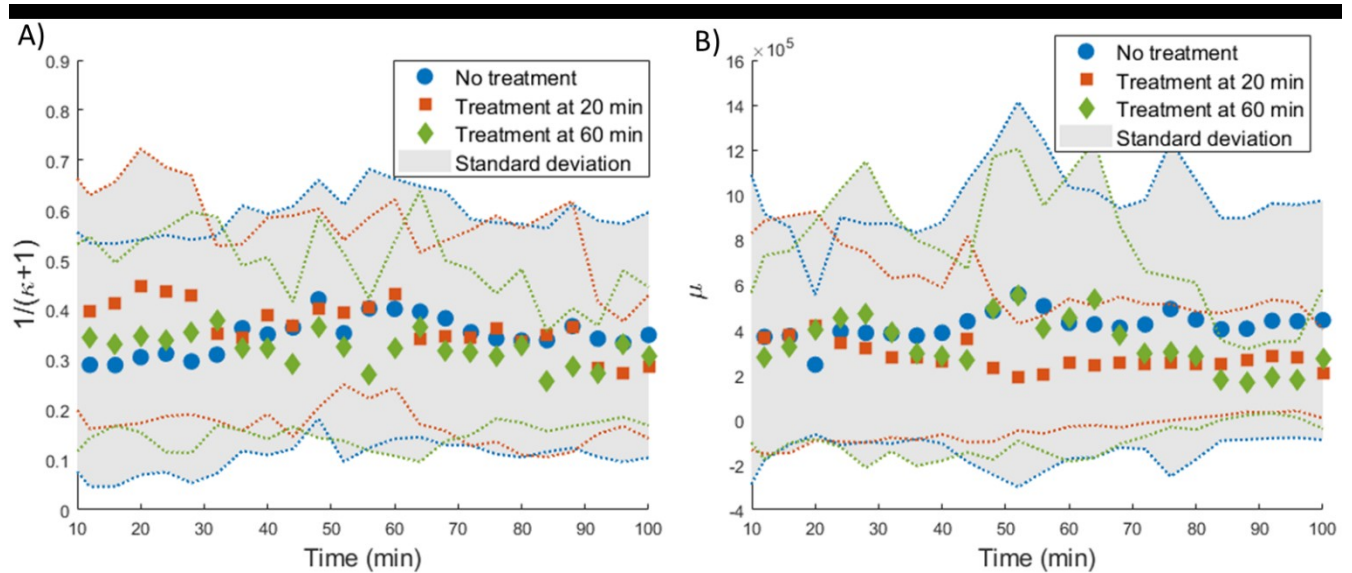 A)
0.9
0.8
0.7
0.6
0.5
0.4
0.3
0.2
0.1
0
1/(κ+1)
10 20 30 40 50 60 70 80 90 100
Time (min)
No treatment
Treatment at 20 min
Treatment at 60 min
Standard deviation
B)
×10⁵
16
14
12
10
8
6
4
2
0
-2
-4
μ
10 20 30 40 50 60 70 80 90 100
Time (min)
No treatment
Treatment at 20 min
Treatment at 60 min
Standard deviation